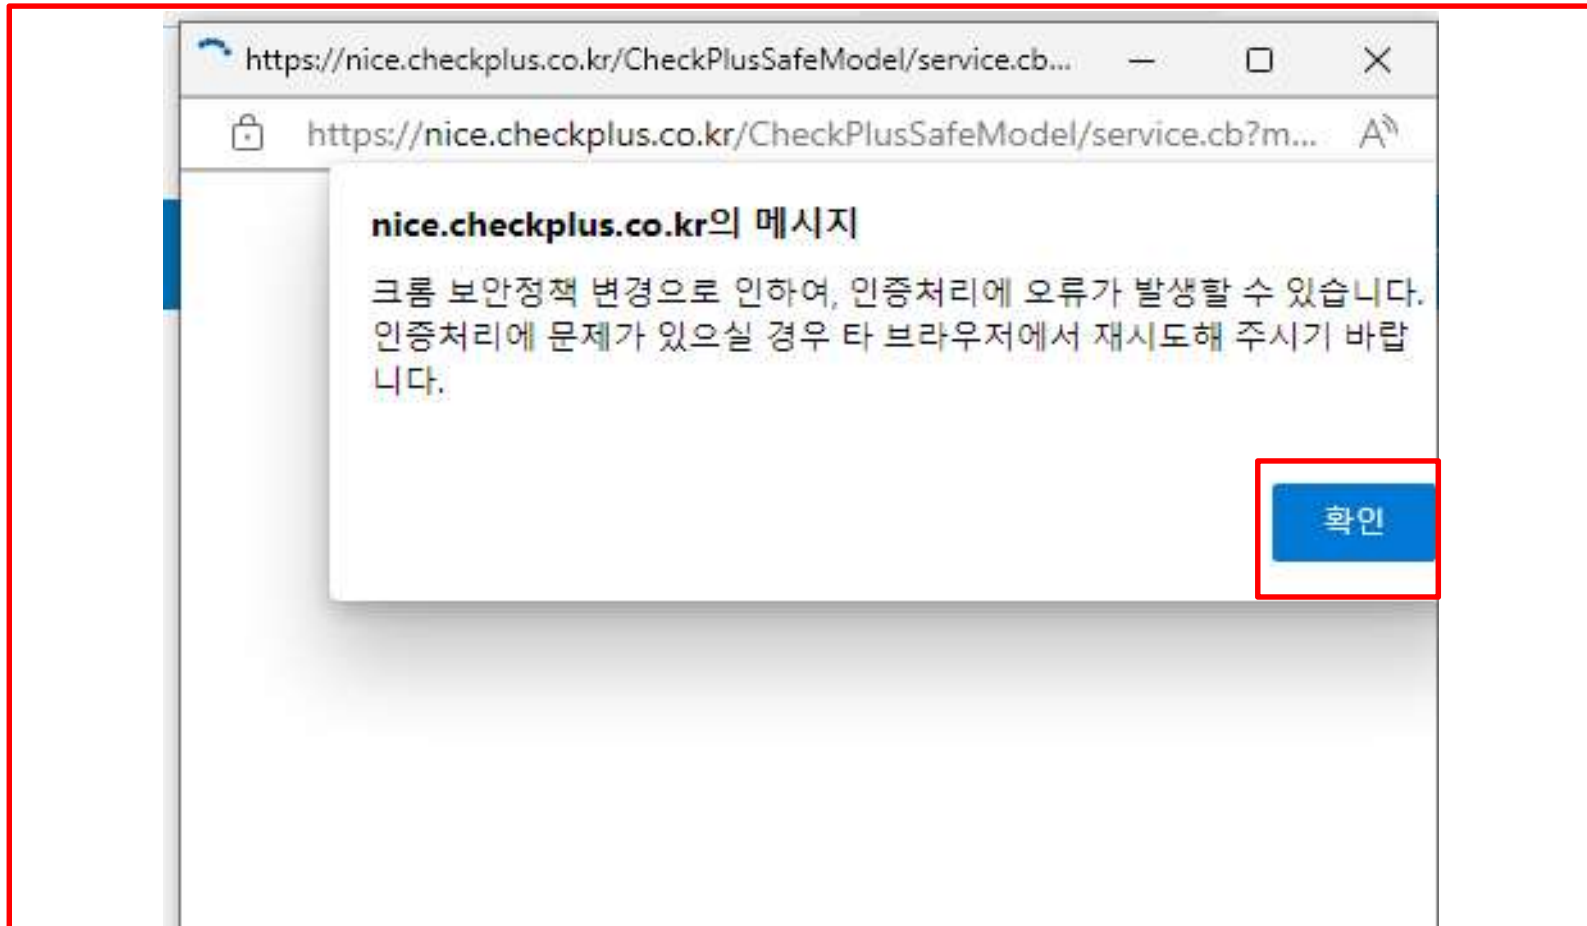 https://nice.checkplus.co.kr/CheckPlusSafeModel/service.cb...
https://nice.checkplus.co.kr/CheckPlusSafeModel/service.cb?m...
nice.checkplus.co.kr의 메시지
크롬 보안정책 변경으로 인하여, 인증처리에 오류가 발생할 수 있습니다.
인증처리에 문제가 있으실 경우 타 브라우저에서 재시도해 주시기 바랍
니다.
확인